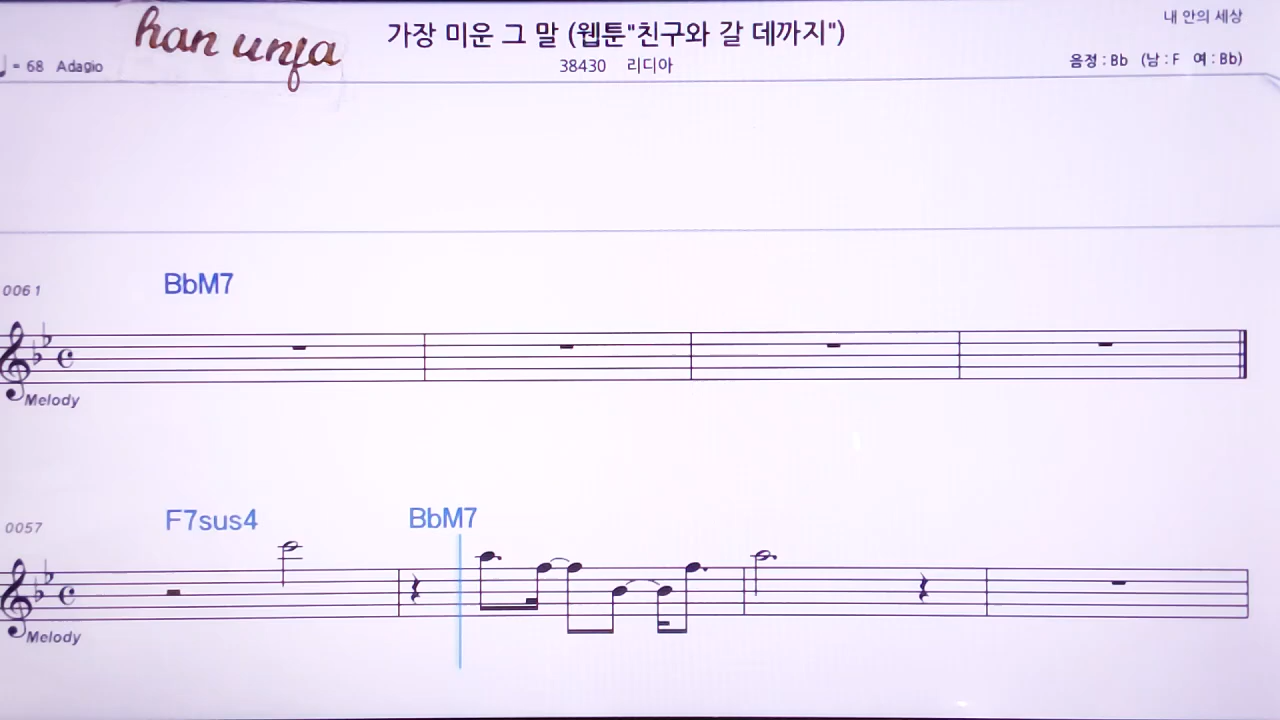 han unja
가장 미운 그 말 (웹툰"친구와 갈 데까지")
내 안의 세상
= 68 Adagio
38430 리디아
음정 : Bb (남 : F 여 : Bb)
BbM7
0061
Melody
F7sus4 BbM7
0057
Melody